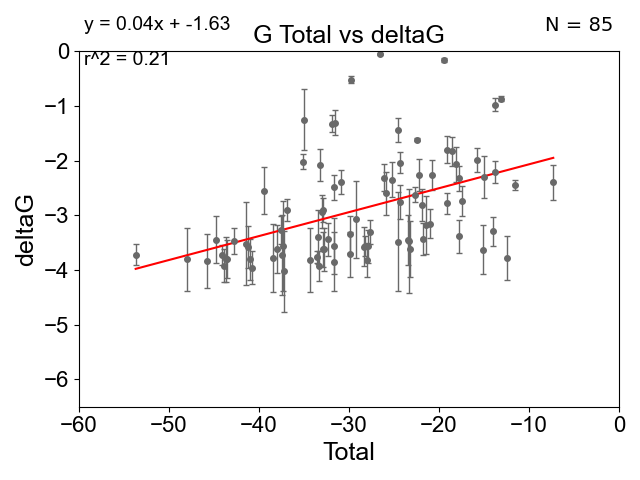 y = 0.04x + -1.63
N = 85
G Total vs deltaG
r^2 = 0.21
0
−1
−2
−3
−4
−5
−6
deltaG
−60 −50 −40 −30 −20 −10 0
Total